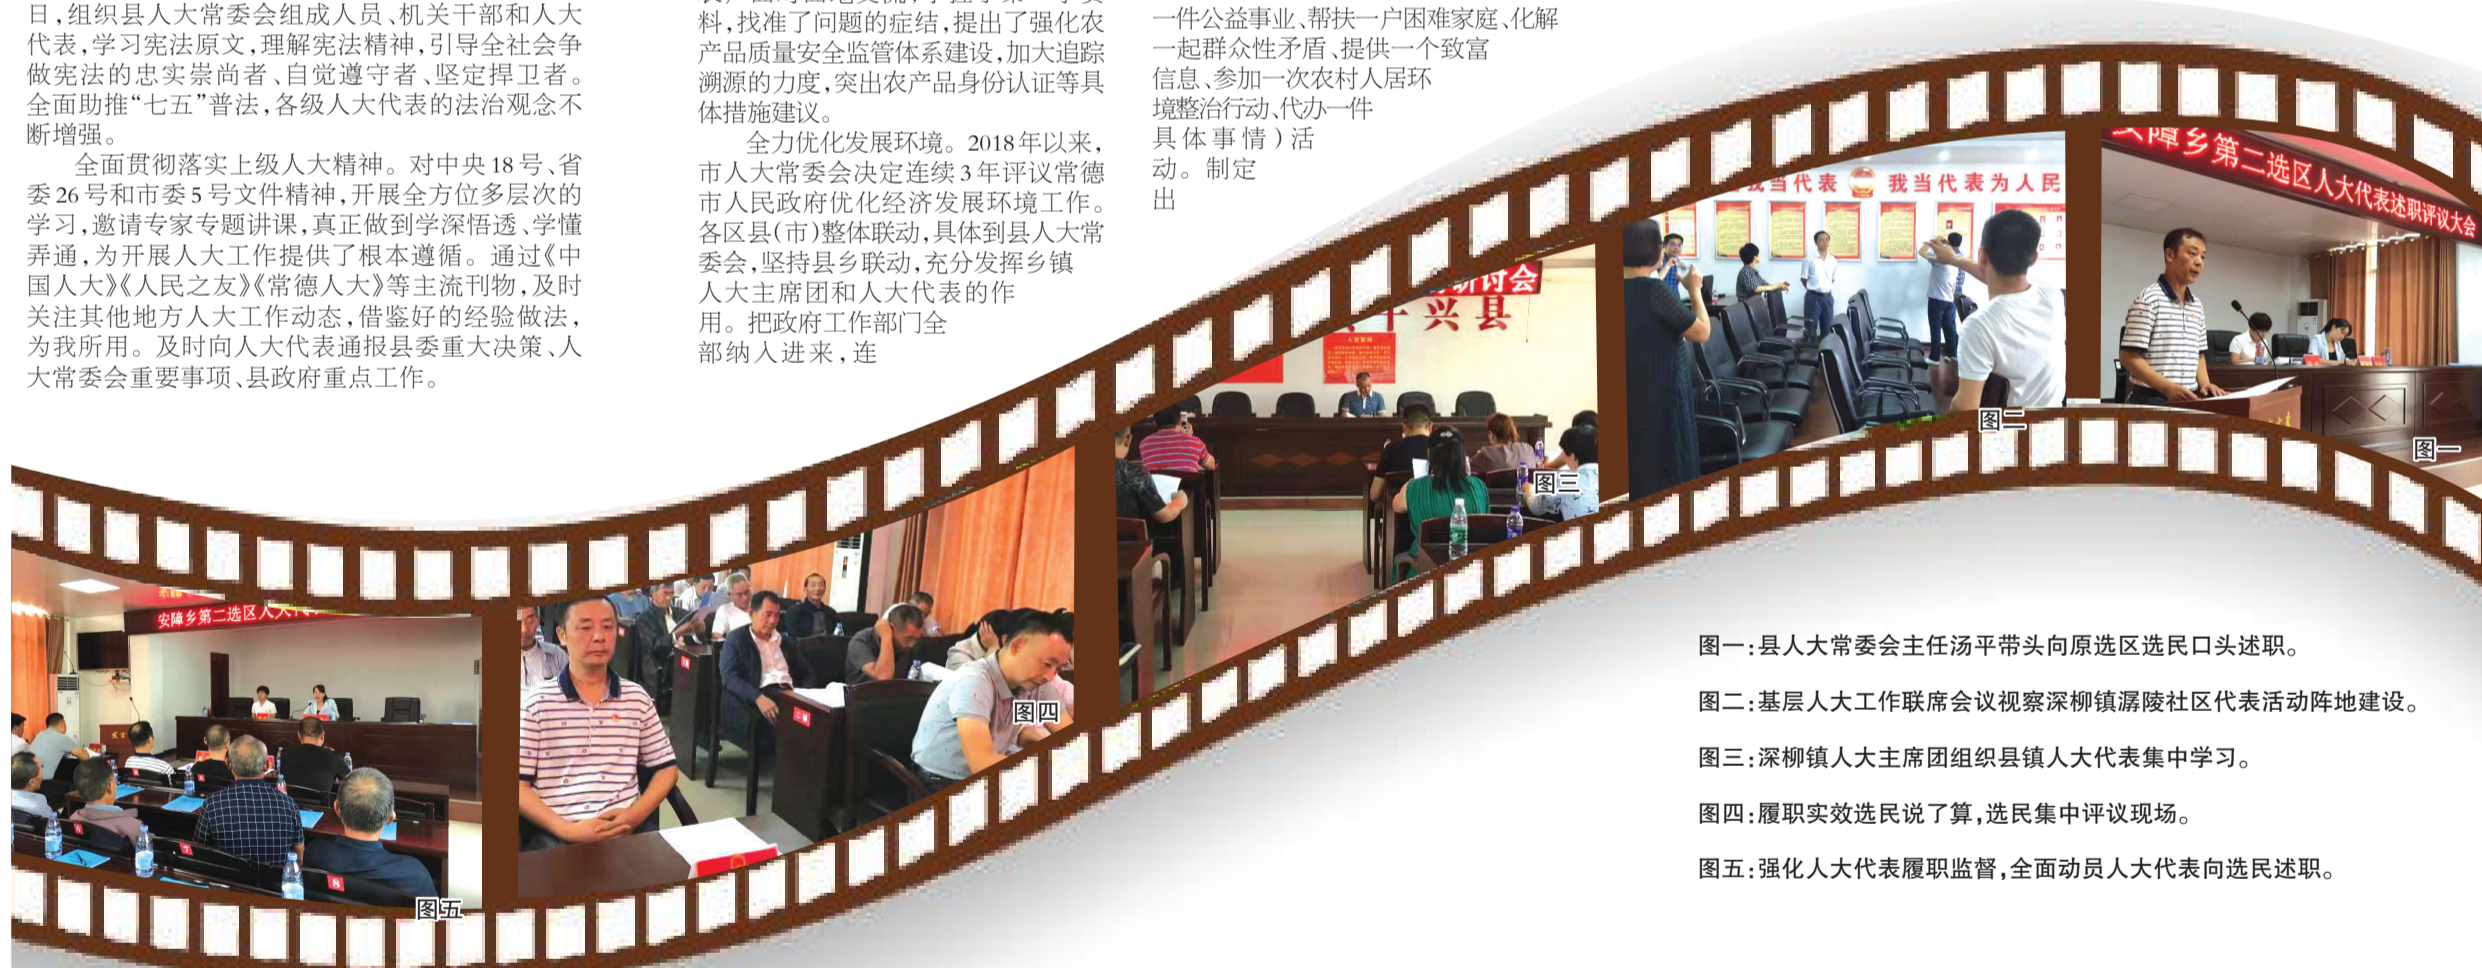 日,组织县人大常委会组成人员、机关干部和人大
代表,学习宪法原文,理解宪法精神,引导全社会争
做宪法的忠实崇尚者、自觉遵守者、坚定捍卫者。
全面助推“七五”普法,各级人大代表的法治观念不
断增强。
全面贯彻落实上级人大精神。对中央18号、省
委26号和市委5号文件精神,开展全方位多层次的
学习,邀请专家专题讲课,真正做到学深悟透、学懂
弄通,为开展人大工作提供了根本遵循。通过《中
国人大》《人民之友》《常德人大》等主流刊物,及时
关注其他地方人大工作动态,借鉴好的经验做法,
为我所用。及时向人大代表通报县委重大决策、人
大常委会重要事项、县政府重点工作。
料,找准了问题的症结,提出了强化农
产品质量安全监管体系建设,加大追踪
溯源的力度,突出农产品身份认证等具
体措施建议。
全力优化发展环境。2018年以来,
市人大常委会决定连续3年评议常德
市人民政府优化经济发展环境工作。
各区县(市)整体联动,具体到县人大常
委会,坚持县乡联动,充分发挥乡镇
人大主席团和人大代表的作
用。把政府工作部门全
部纳入进来,连
一件公益事业、帮扶一户困难家庭、化解
一起群众性矛盾、提供一个致富
信息、参加一次农村人居环
境整治行动、代办一件
具体事情)活
动。制定
出
安障乡第二选区人大代表述职评议大会
图一
我当代表 我当代表为人民
图二
研讨会
兴县
图三
图四
安障乡第二选区人大代
图五
图一:县人大常委会主任汤平带头向原选区选民口头述职。
图二:基层人大工作联席会议视察深柳镇潺陵社区代表活动阵地建设。
图三:深柳镇人大主席团组织县镇人大代表集中学习。
图四:履职实效选民说了算,选民集中评议现场。
图五:强化人大代表履职监督,全面动员人大代表向选民述职。